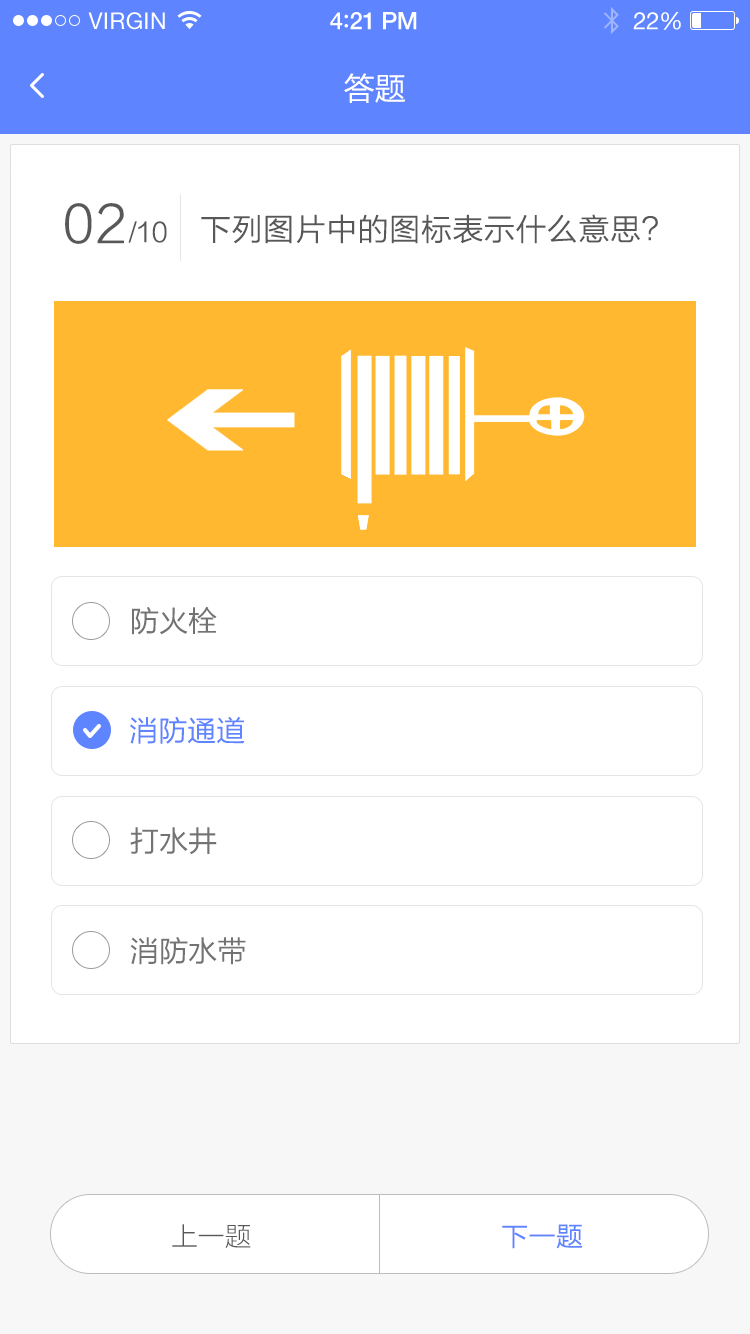 VIRGIN 4:21 PM 22%
答题
02/10 下列图片中的图标表示什么意思?
防火栓
消防通道
打水井
消防水带
上一题 下一题